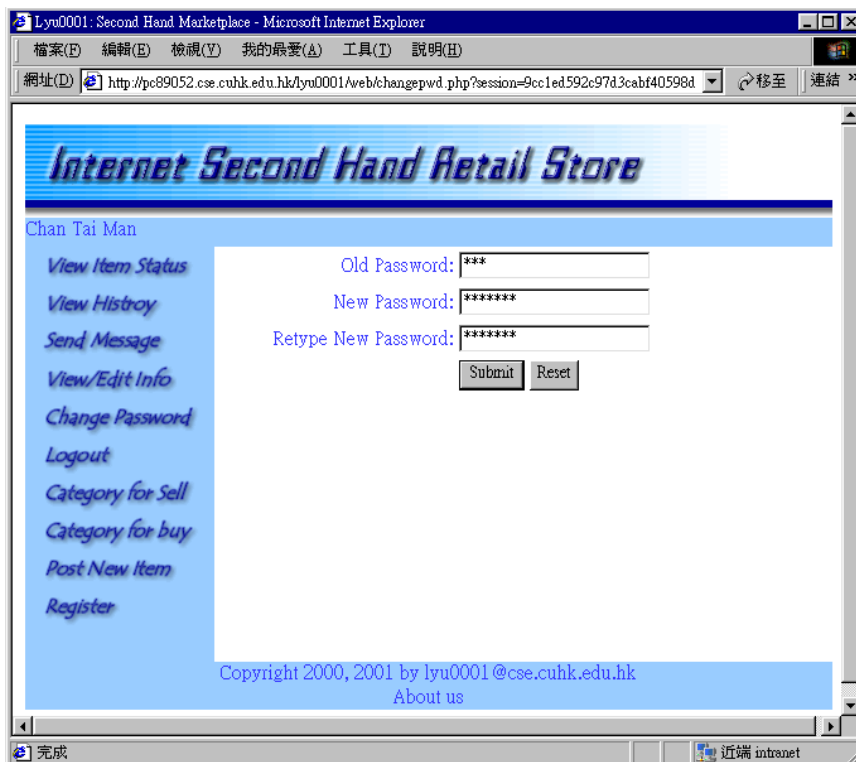 Lyu0001: Second Hand Marketplace - Microsoft Internet Explorer
檔案(F) 編輯(E) 檢視(V) 我的最愛(A) 工具(T) 說明(H)
網址(D) http://pc89052.cse.cuhk.edu.hk/lyu0001/web/changepwd.php?session=9cc1ed592c97d3cabf40598d 移至 連結 »
Internet Second Hand Retail Store
Chan Tai Man
View Item Status
View Histroy
Send Message
View/Edit Info
Change Password
Logout
Category for Sell
Category for buy
Post New Item
Register
Old Password: ***
New Password: *******
Retype New Password: *******
Submit Reset
Copyright 2000, 2001 by lyu0001@cse.cuhk.edu.hk
About us
完成 近端 intranet